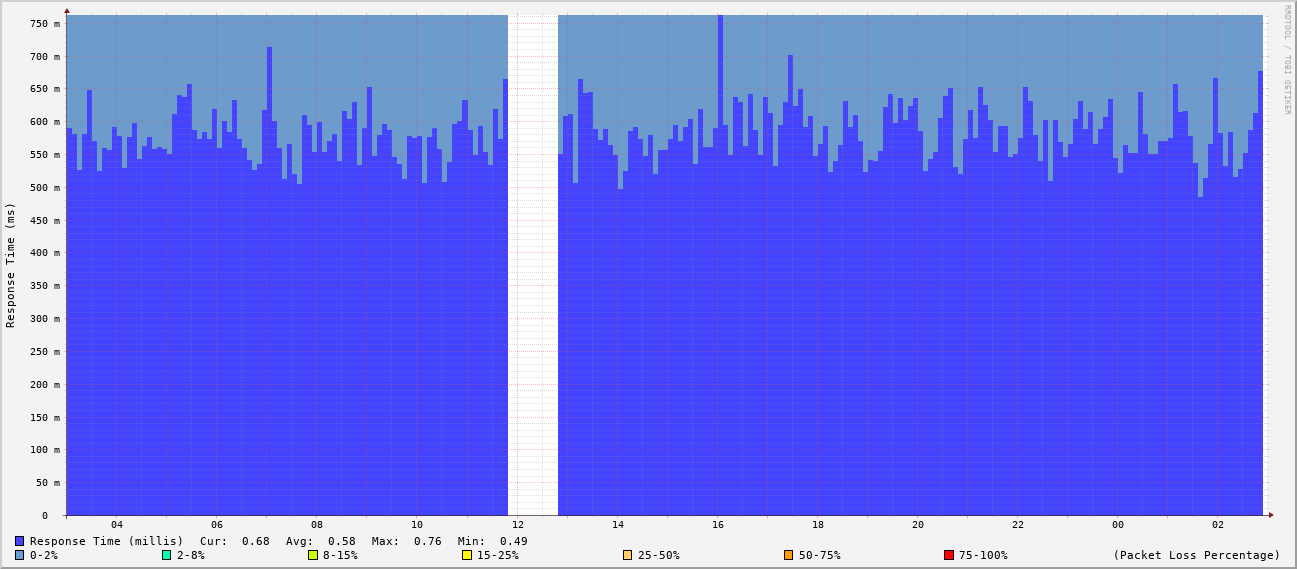 RRDTOOL / TOBI OETIKER
Response Time (ms)
750 m
700 m
650 m
600 m
550 m
500 m
450 m
400 m
350 m
300 m
250 m
200 m
150 m
100 m
50 m
0
04 06 08 10 12 14 16 18 20 22 00 02
Response Time (millis) Cur: 0.68 Avg: 0.58 Max: 0.76 Min: 0.49
0-2% 2-8% 8-15% 15-25% 25-50% 50-75% 75-100% (Packet Loss Percentage)